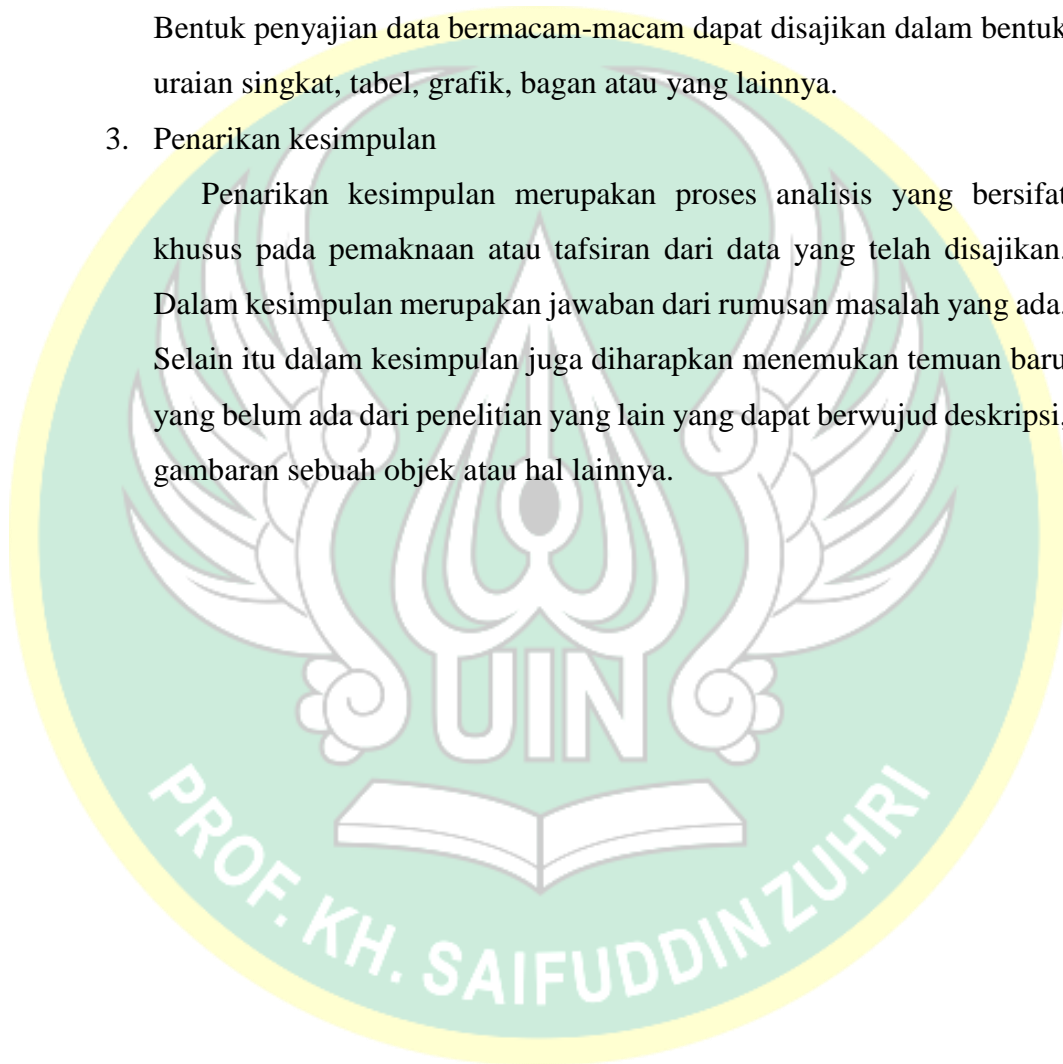 Bentuk penyajian data bermacam-macam dapat disajikan dalam bentuk
uraian singkat, tabel, grafik, bagan atau yang lainnya.
3. Penarikan kesimpulan
Penarikan kesimpulan merupakan proses analisis yang bersifat
khusus pada pemaknaan atau tafsiran dari data yang telah disajikan.
Dalam kesimpulan merupakan jawaban dari rumusan masalah yang ada.
Selain itu dalam kesimpulan juga diharapkan menemukan temuan baru
yang belum ada dari penelitian yang lain yang dapat berwujud deskripsi,
gambaran sebuah objek atau hal lainnya.
UIN
PROF. KH. SAIFUDDIN ZUHRI